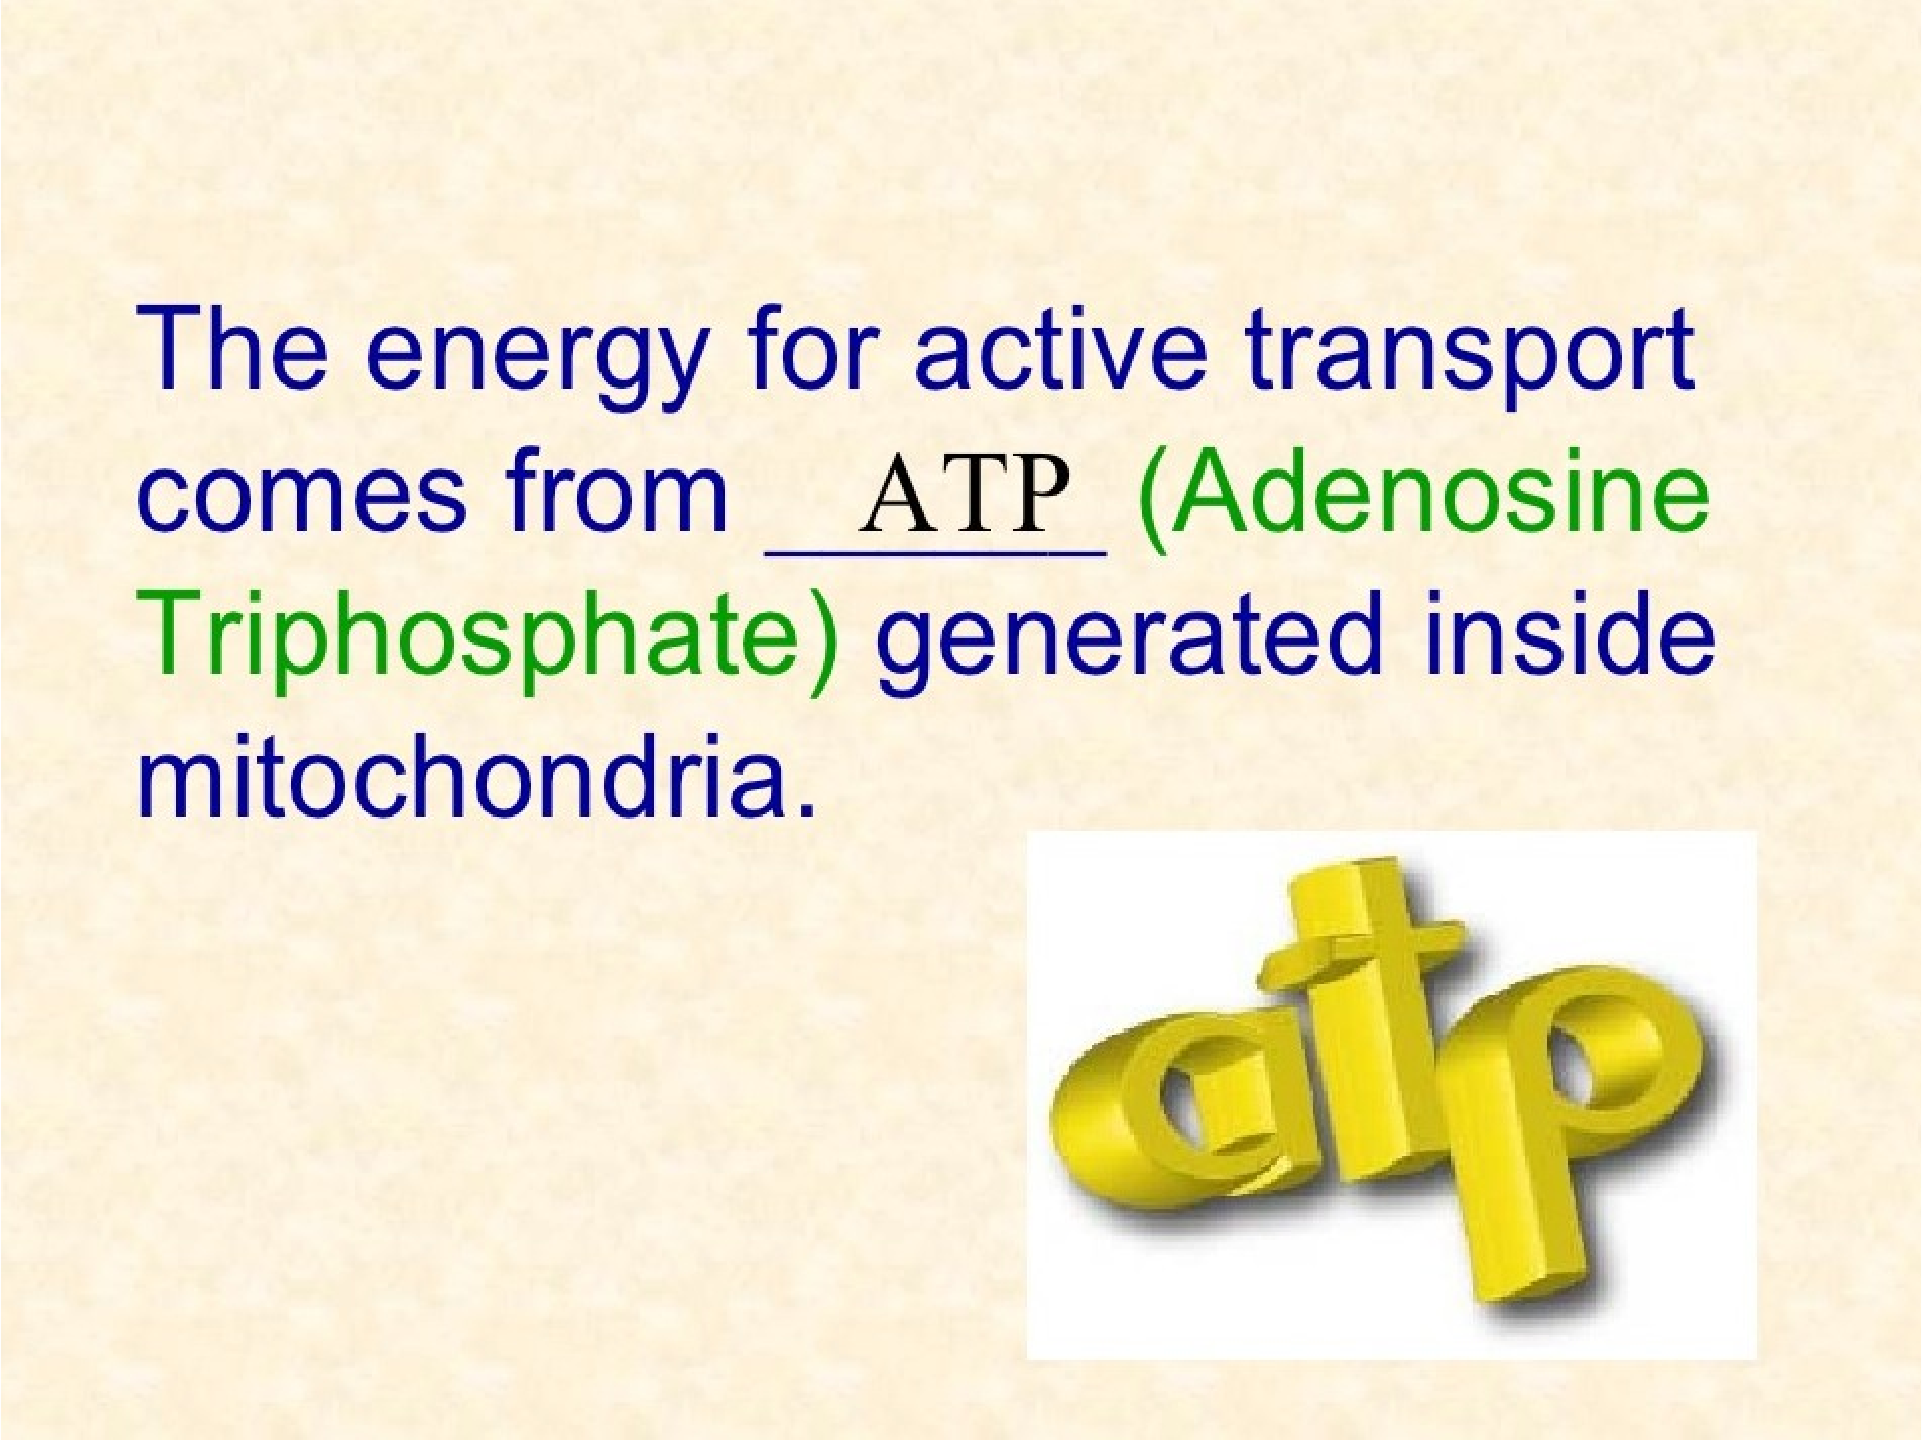 The energy for active transport
comes from ATP (Adenosine
Triphosphate) generated inside
mitochondria.
atp